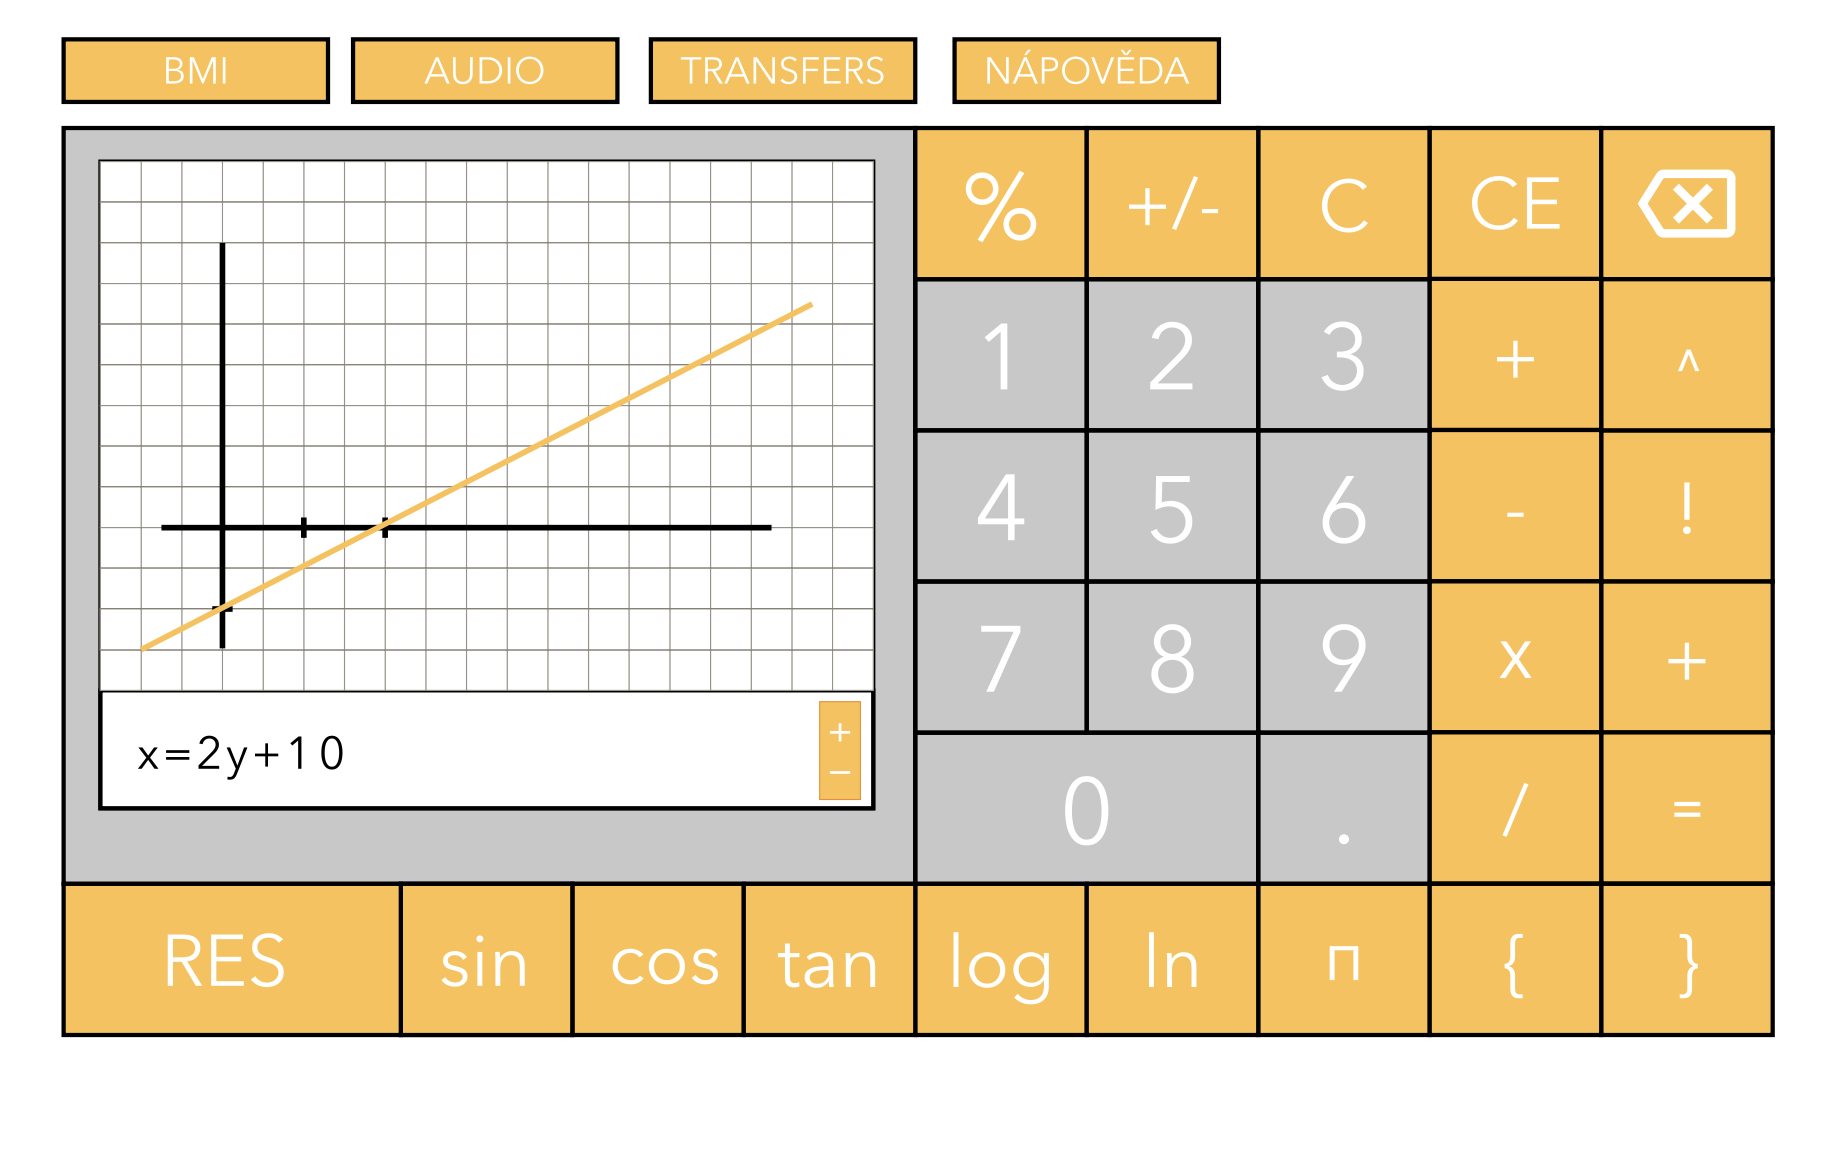 BMI
AUDIO
TRANSFERS
NÁPOVĚDA
% +/- C CE
1 2 3 + ^
4 5 6 - !
7 8 9 x +
x=2y+10
+
−
0 . / =
RES sin cos tan log ln п { }